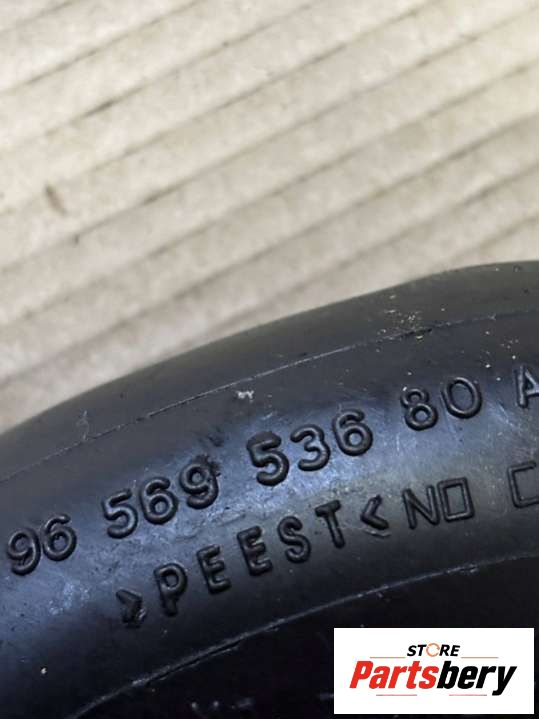 96 569 536 80 A
>PEEST< NO C
STORE
Partsbery